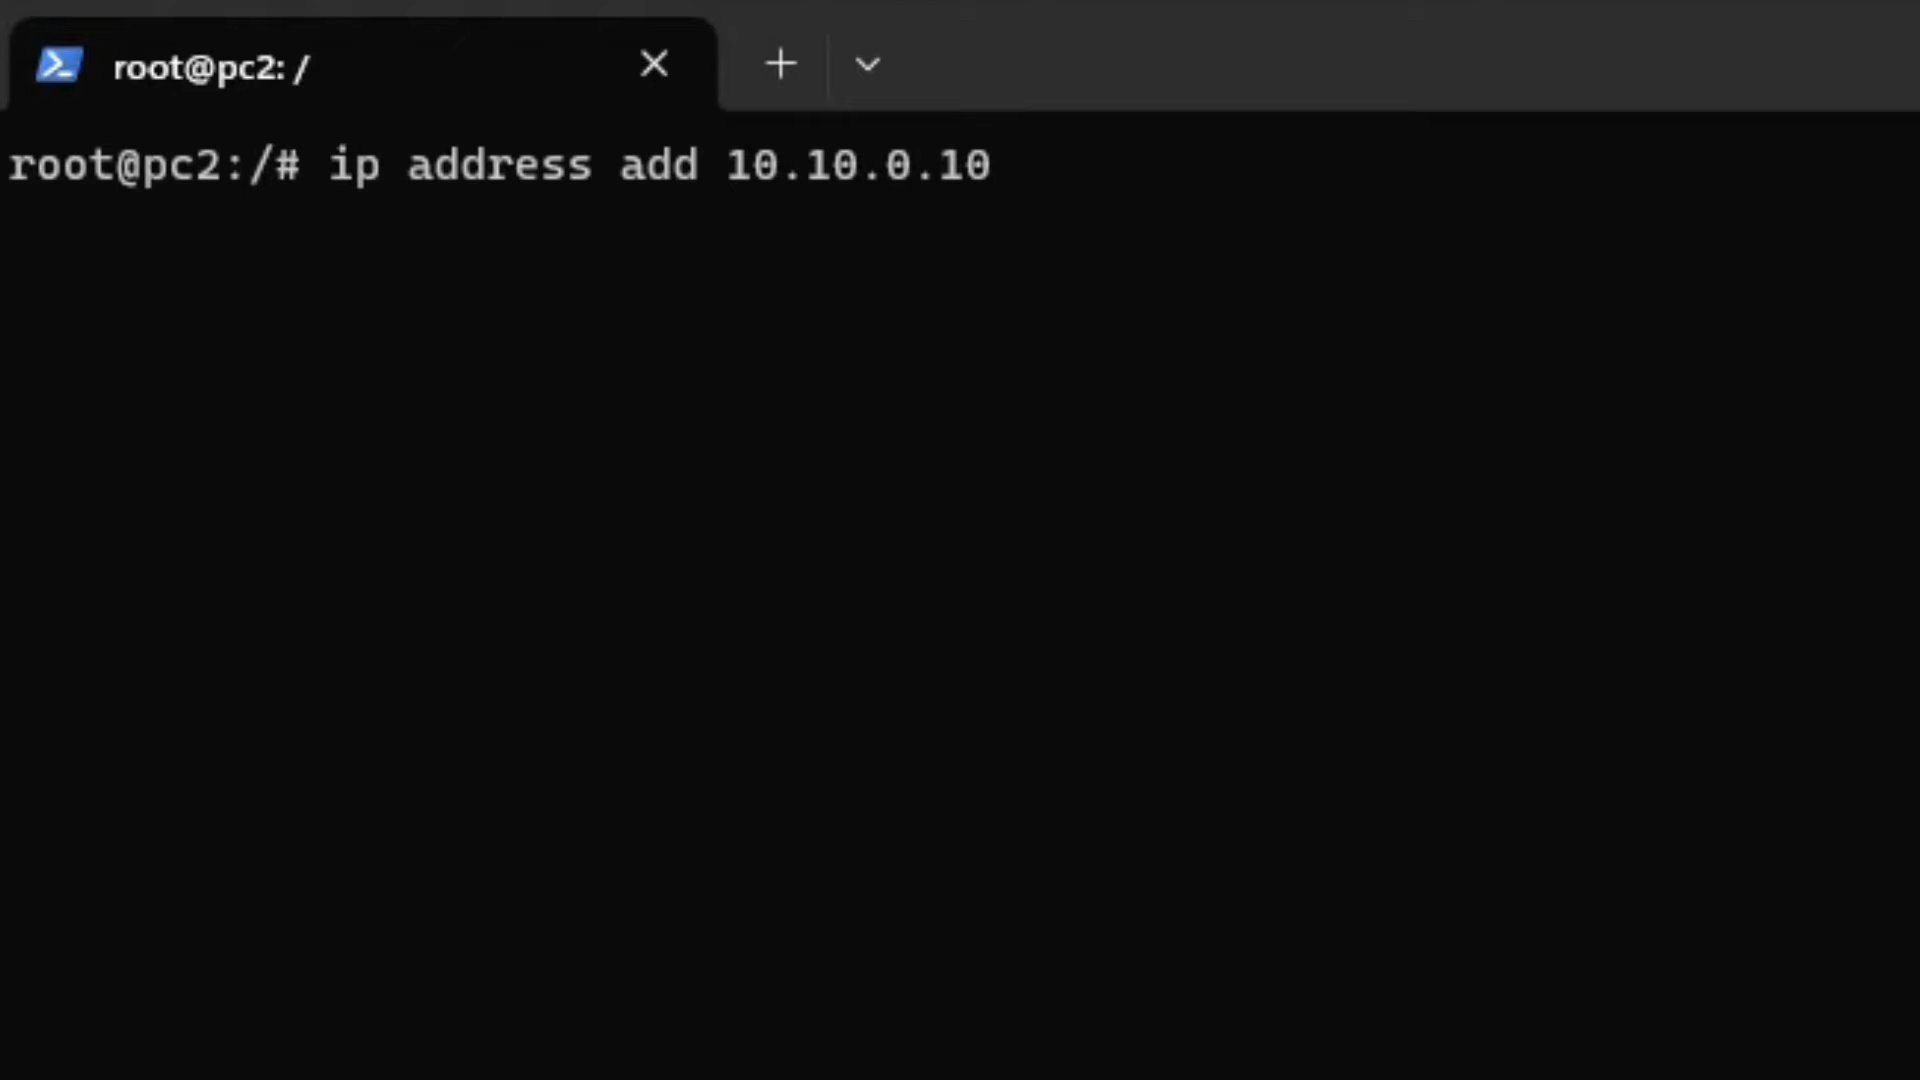 root@pc2: /
root@pc2:/# ip address add 10.10.0.10